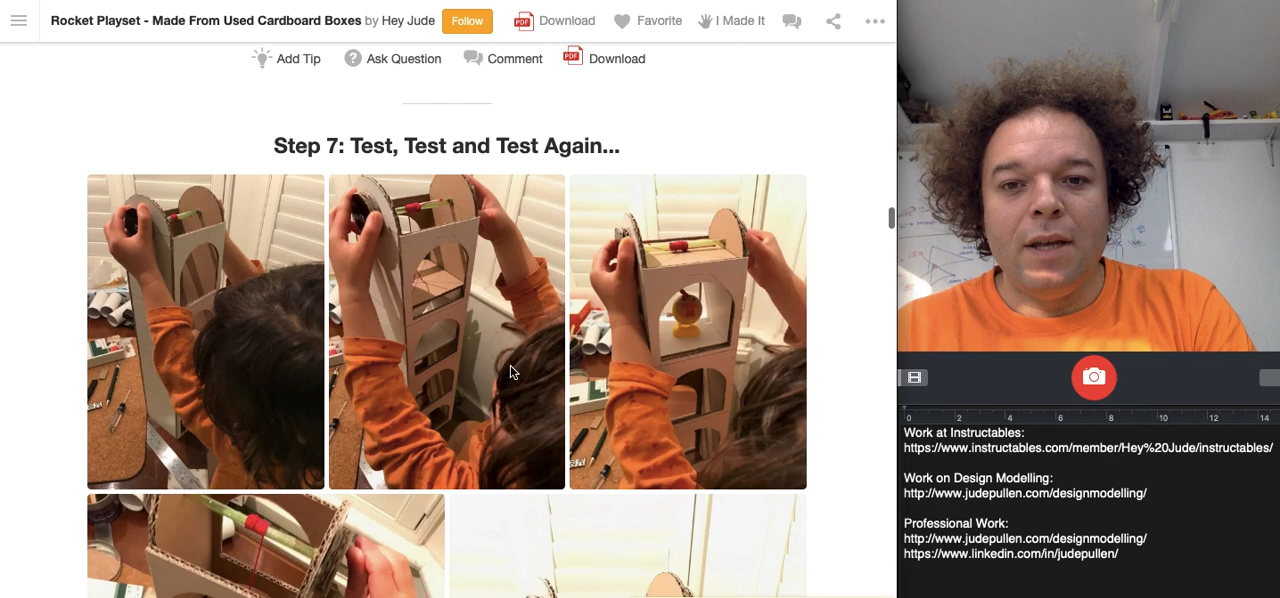 Rocket Playset - Made From Used Cardboard Boxes by Hey Jude Follow PDF Download Favorite I Made It
Add Tip ? Ask Question Comment PDF Download
Step 7: Test, Test and Test Again...
0 2 4 6 8 10 12 14
Work at Instructables:
https://www.instructables.com/member/Hey%20Jude/instructables/
Work on Design Modelling:
http://www.judepullen.com/designmodelling/
Professional Work:
http://www.judepullen.com/designmodelling/
https://www.linkedin.com/in/judepullen/